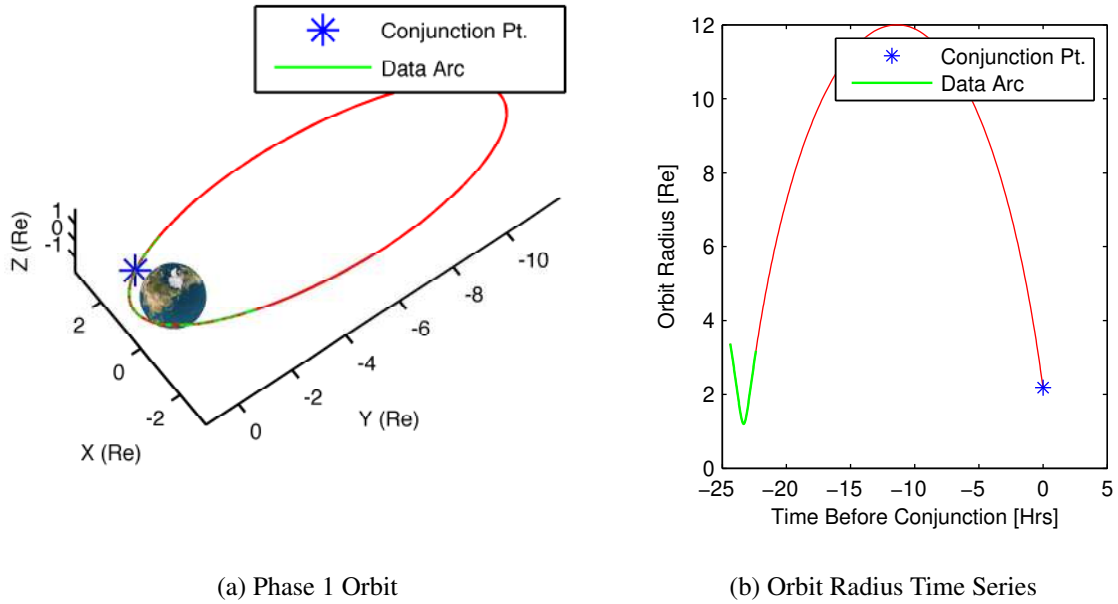 Conjunction Pt.
Data Arc
1
0
-1
Z (Re)
2
0
-2
X (Re)
0
-2
-4
-6
-8
-10
Y (Re)
(a) Phase 1 Orbit
12
10
8
6
4
2
0
Orbit Radius [Re]
Conjunction Pt.
Data Arc
−25 −20 −15 −10 −5 0 5
Time Before Conjunction [Hrs]
(b) Orbit Radius Time Series